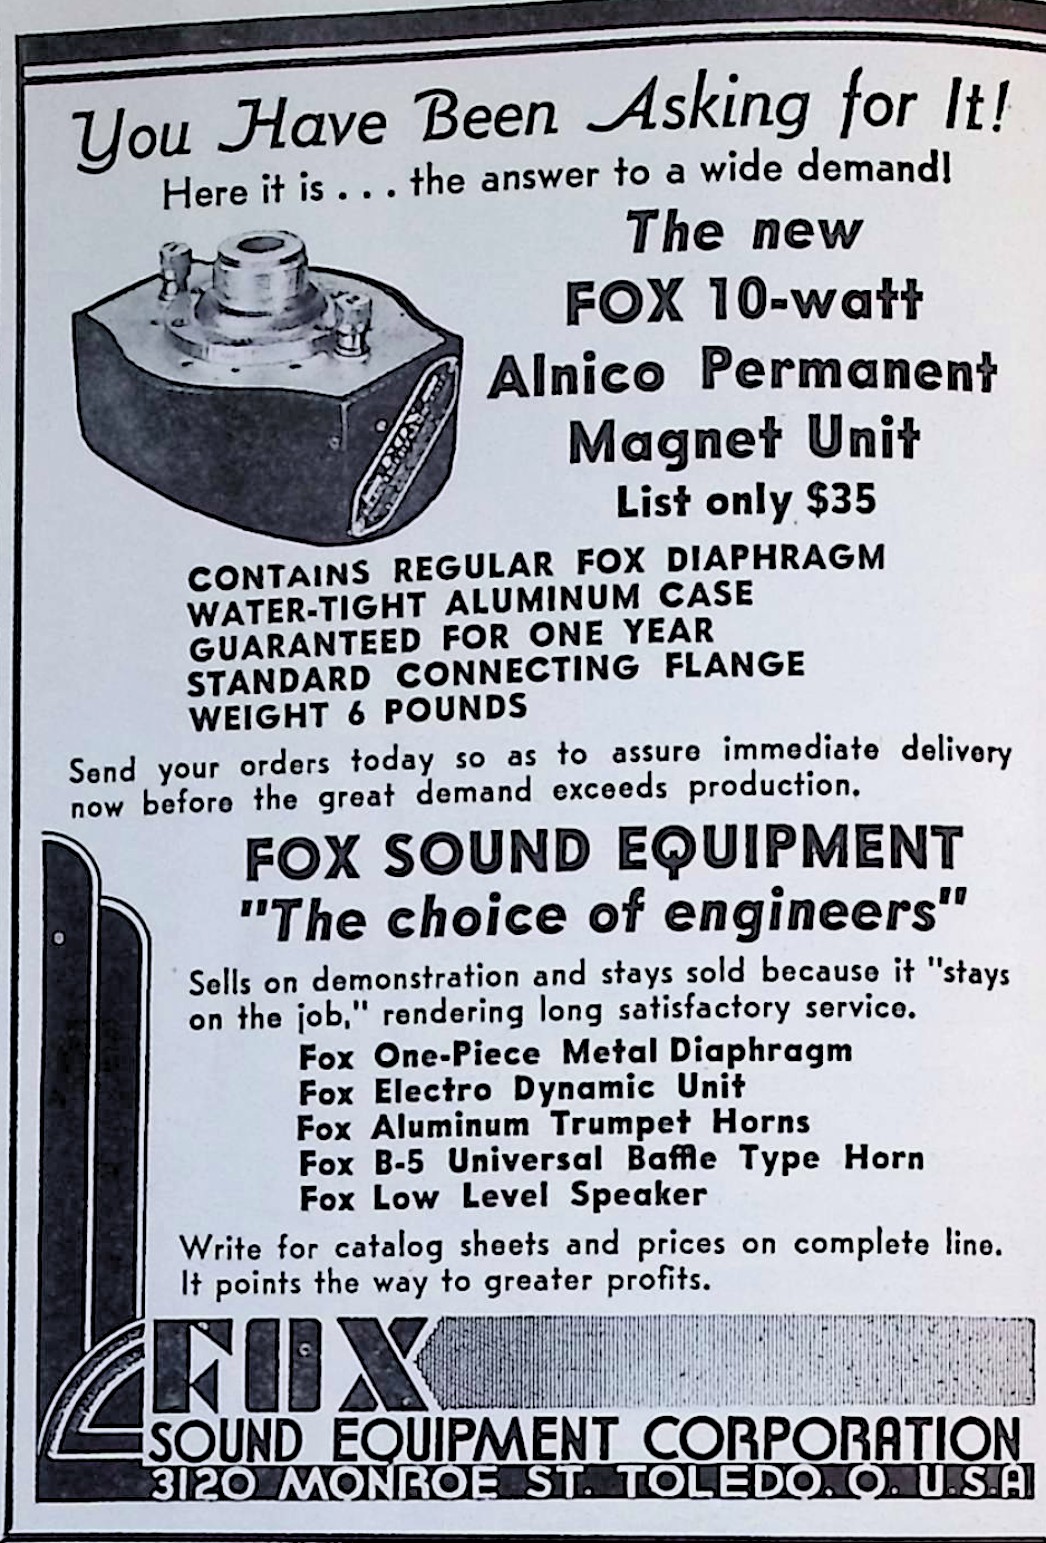 You Have Been Asking for It!
Here it is . . . the answer to a wide demand!
The new
FOX 10-watt
Alnico Permanent
Magnet Unit
List only $35
CONTAINS REGULAR FOX DIAPHRAGM
WATER-TIGHT ALUMINUM CASE
GUARANTEED FOR ONE YEAR
STANDARD CONNECTING FLANGE
WEIGHT 6 POUNDS
Send your orders today so as to assure immediate delivery
now before the great demand exceeds production.
FOX SOUND EQUIPMENT
"The choice of engineers"
Sells on demonstration and stays sold because it "stays
on the job," rendering long satisfactory service.
Fox One-Piece Metal Diaphragm
Fox Electro Dynamic Unit
Fox Aluminum Trumpet Horns
Fox B-5 Universal Baffle Type Horn
Fox Low Level Speaker
Write for catalog sheets and prices on complete line.
It points the way to greater profits.
FOX
SOUND EQUIPMENT CORPORATION
3120 MONROE ST. TOLEDO. O. U.S.A